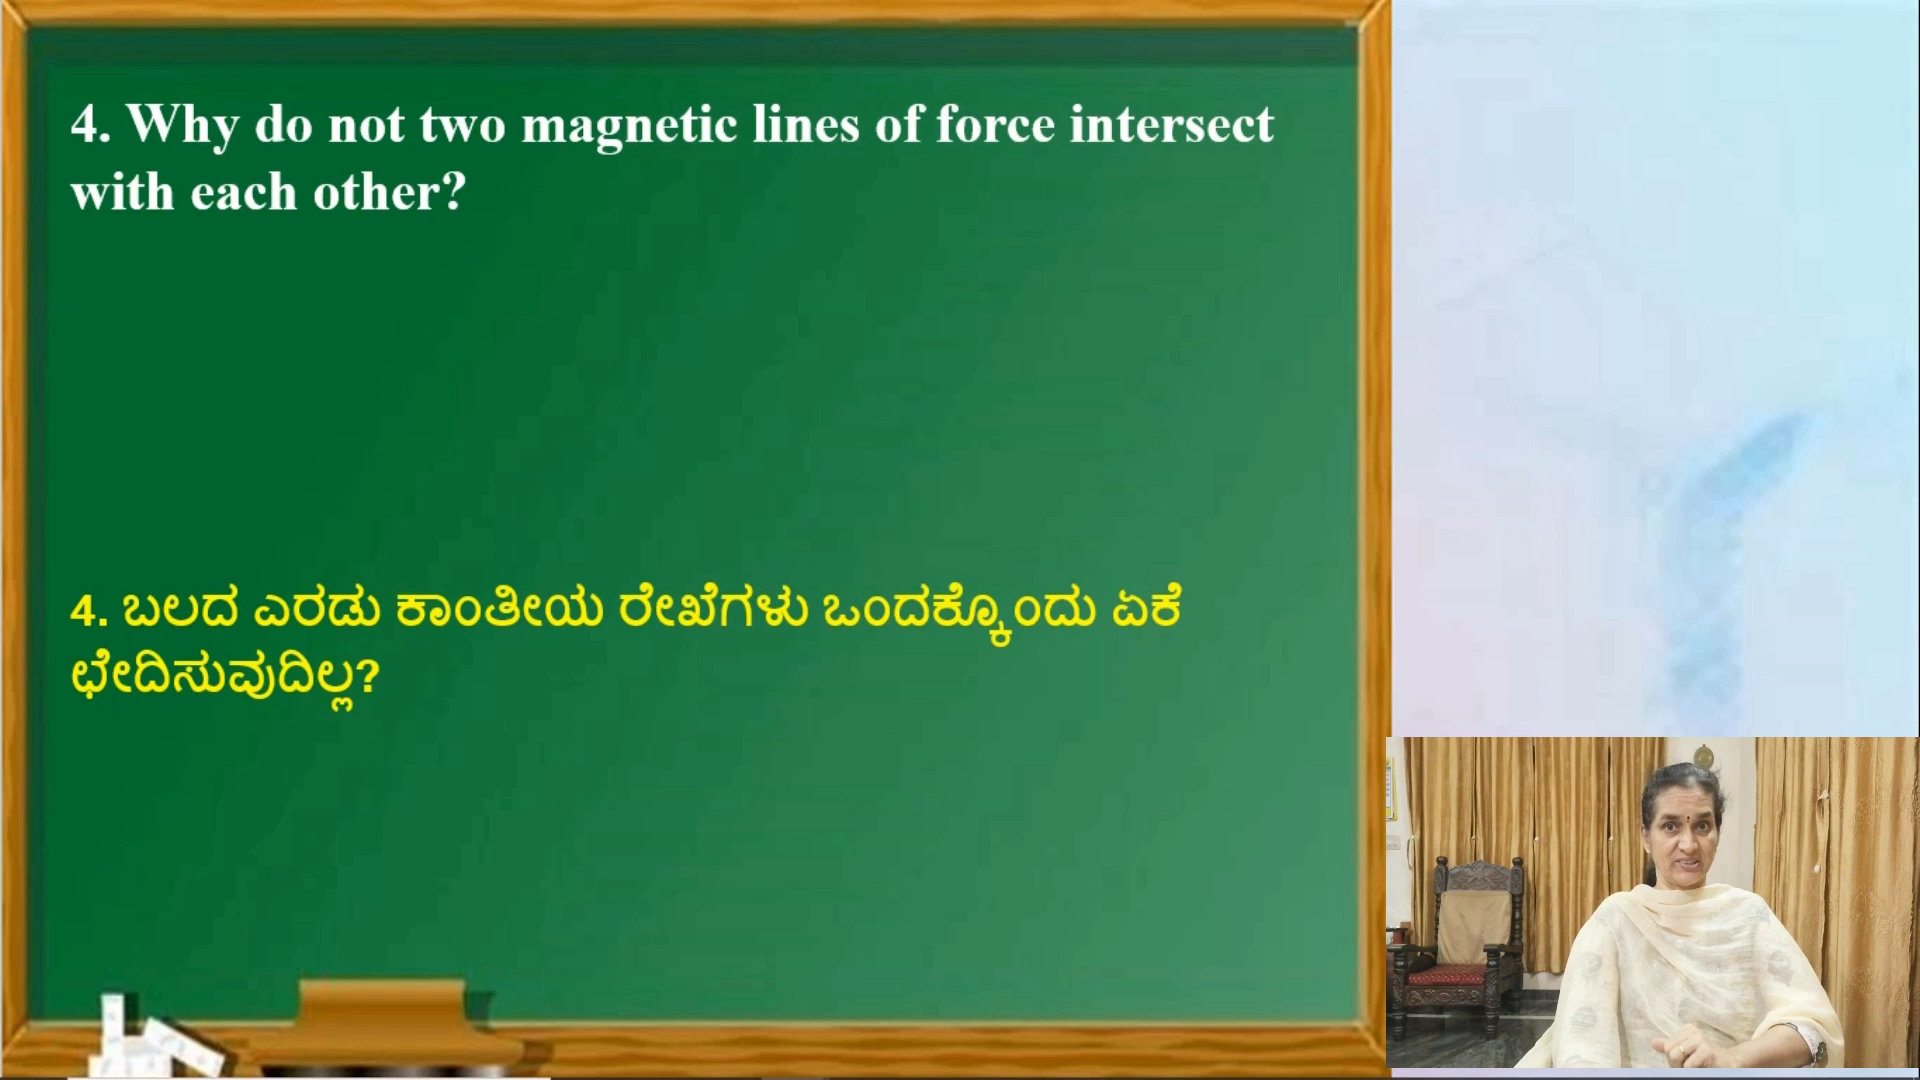 4. Why do not two magnetic lines of force intersect
with each other?
4. ಬಲದ ಎರಡು ಕಾಂತೀಯ ರೇಖೆಗಳು ಒಂದಕ್ಕೊಂದು ಏಕೆ
ಛೇದಿಸುವುದಿಲ್ಲ?